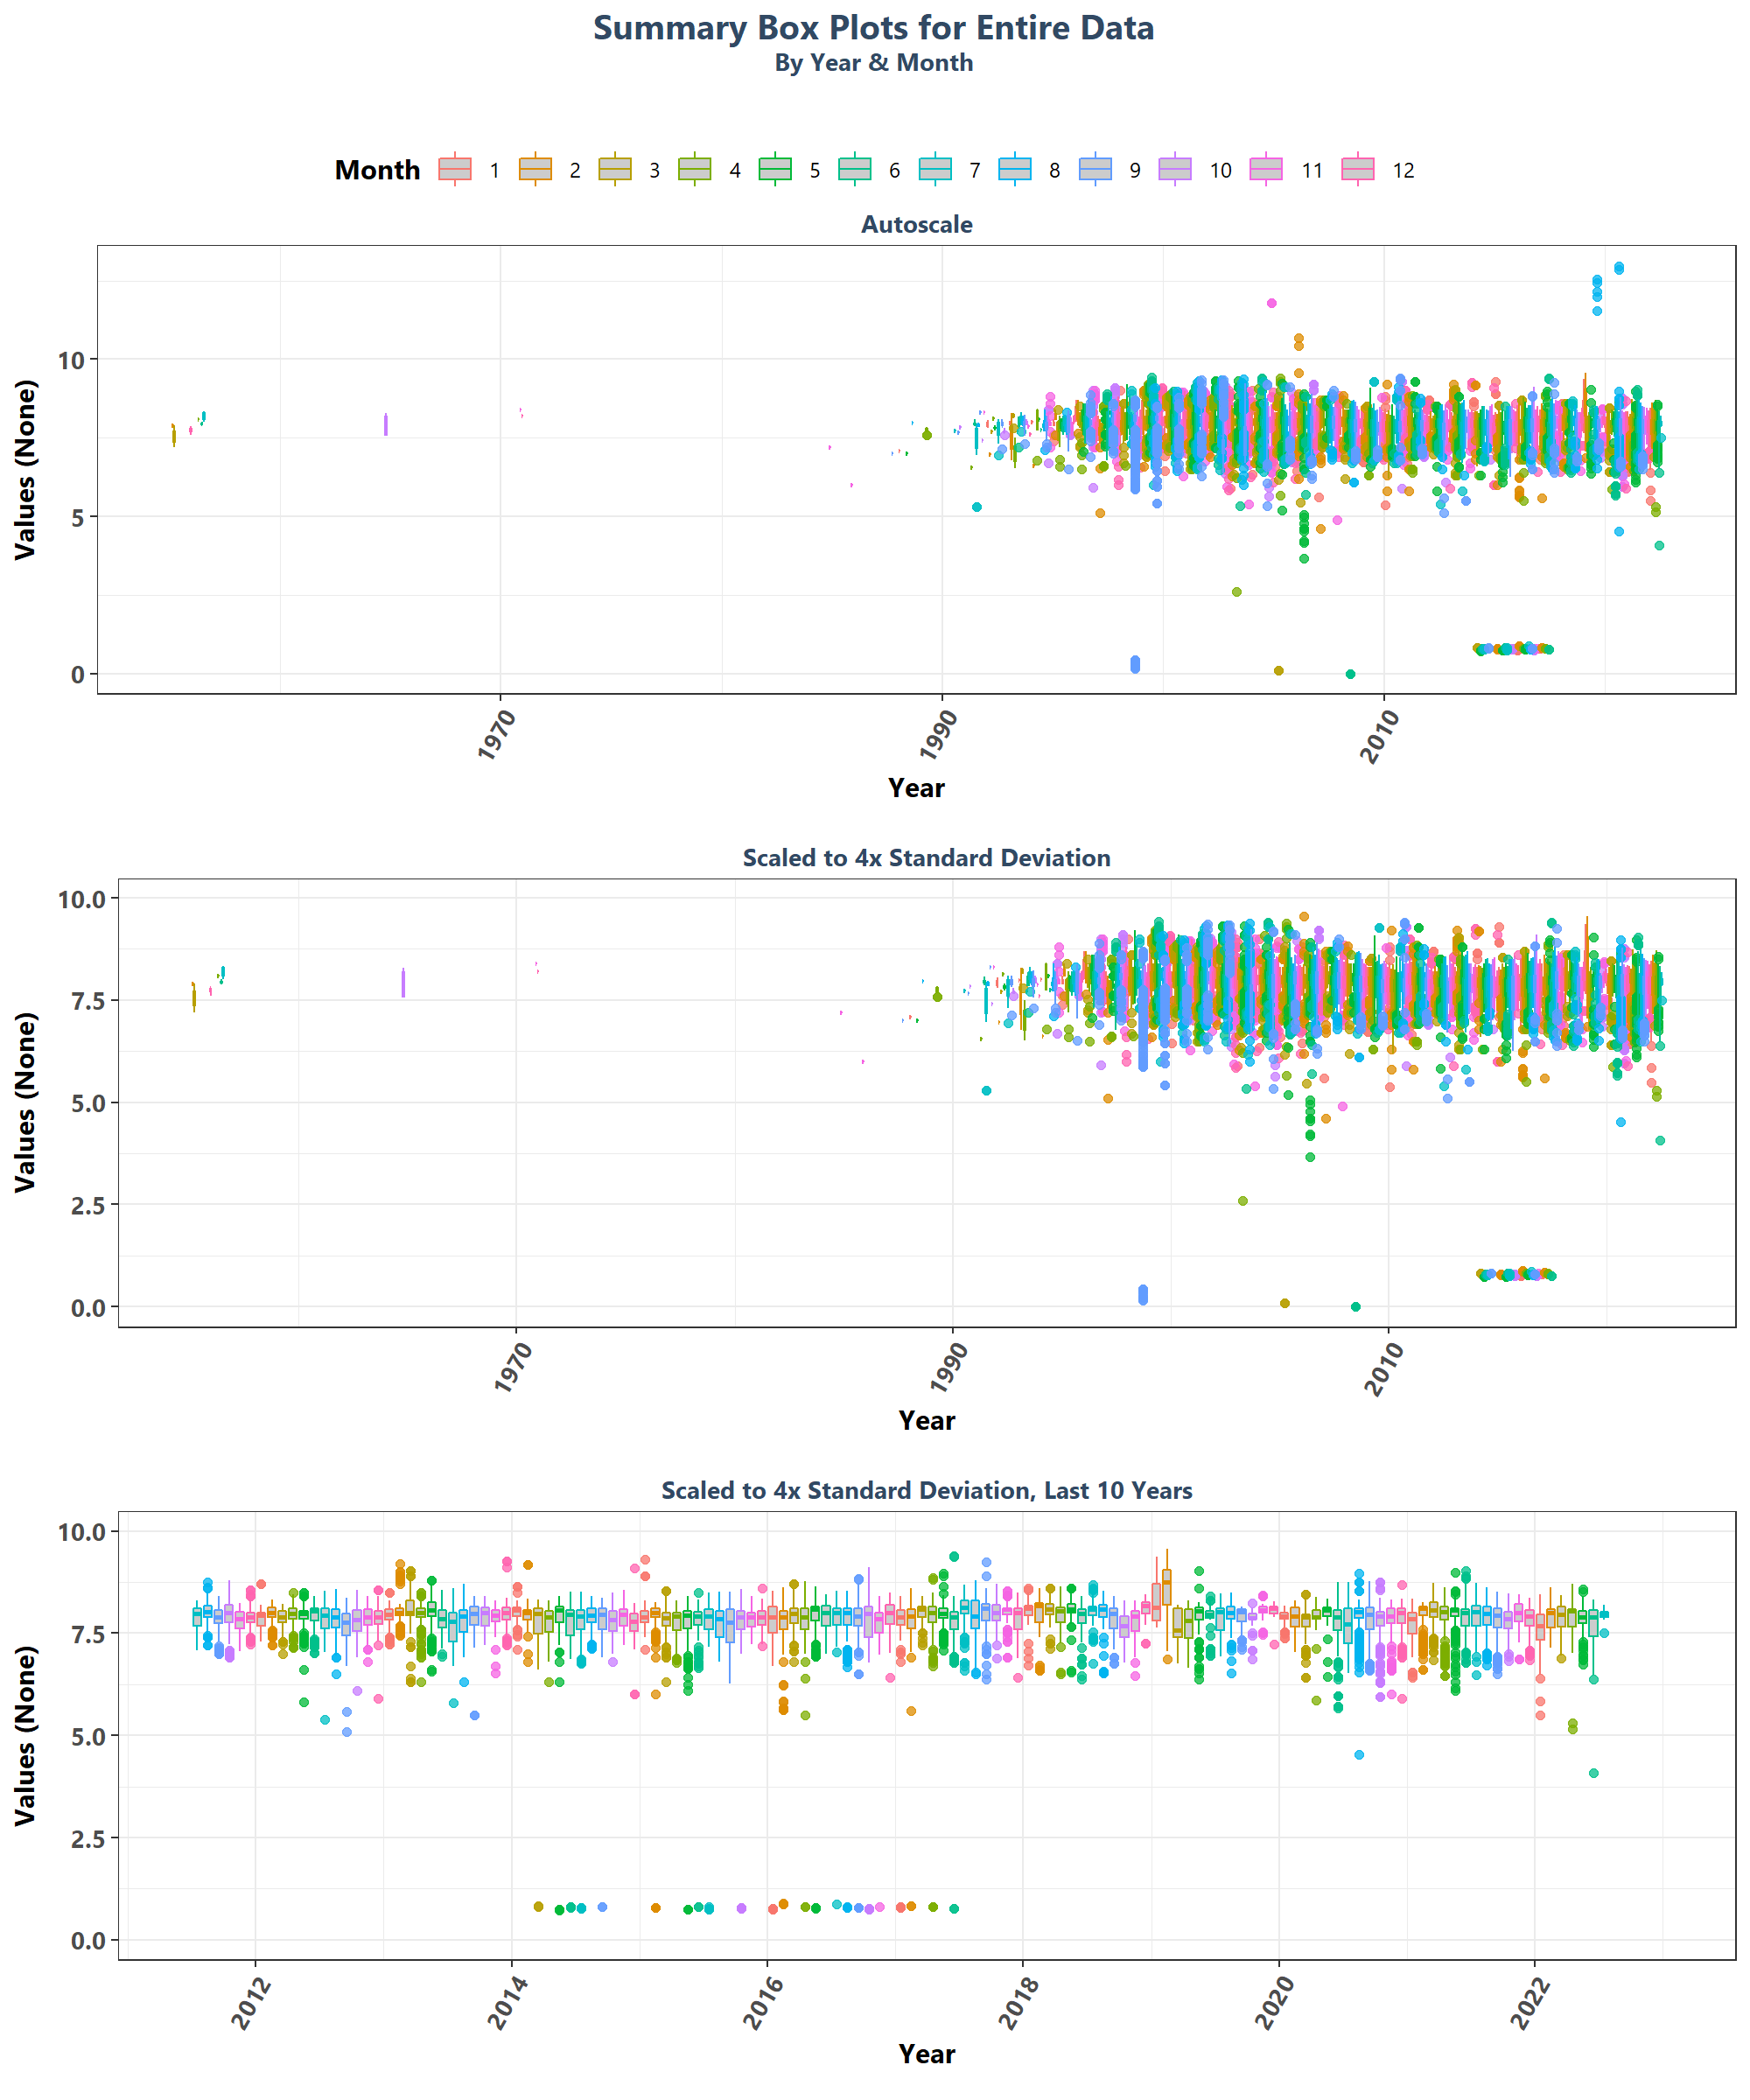 Summary Box Plots for Entire Data
By Year & Month
Month 1 2 3 4 5 6 7 8 9 10 11 12
Autoscale
Values (None)
10
5
0
1970 1990 2010
Year
Scaled to 4x Standard Deviation
Values (None)
10.0
7.5
5.0
2.5
0.0
1970 1990 2010
Year
Scaled to 4x Standard Deviation, Last 10 Years
Values (None)
10.0
7.5
5.0
2.5
0.0
2012 2014 2016 2018 2020 2022
Year